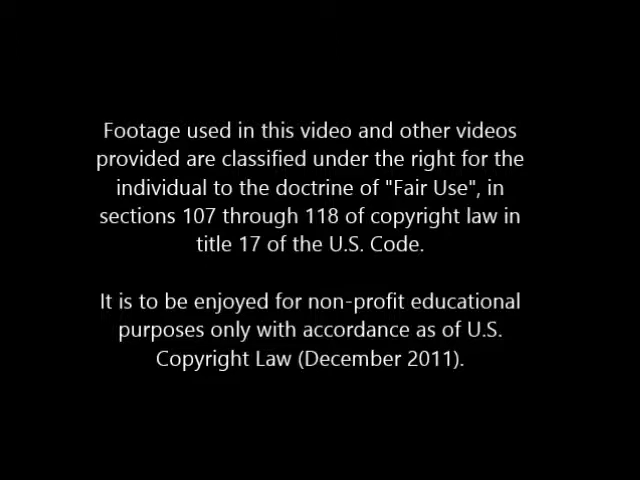 Footage used in this video and other videos
provided are classified under the right for the
individual to the doctrine of "Fair Use", in
sections 107 through 118 of copyright law in
title 17 of the U.S. Code.
It is to be enjoyed for non-profit educational
purposes only with accordance as of U.S.
Copyright Law (December 2011).